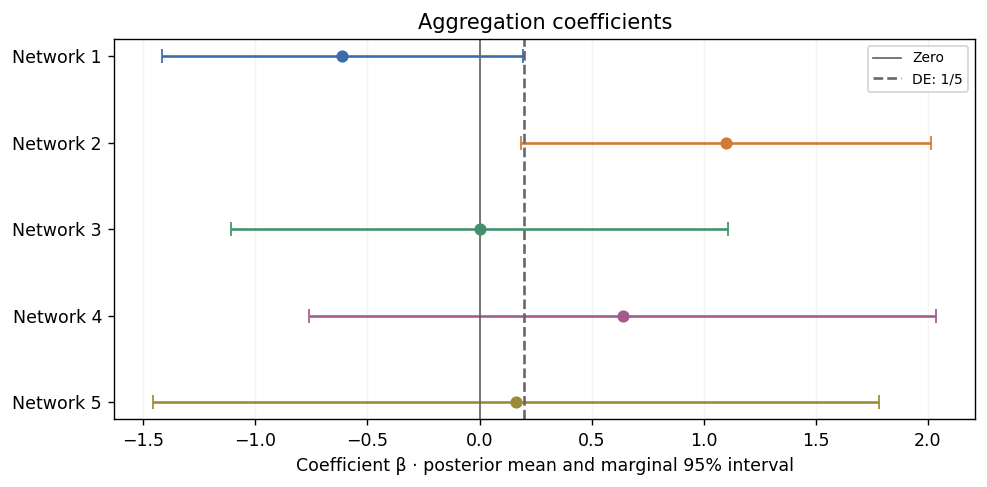 Aggregation coefficients
Network 1
Network 2
Network 3
Network 4
Network 5
Zero
DE: 1/5
−1.5 −1.0 −0.5 0.0 0.5 1.0 1.5 2.0
Coefficient β · posterior mean and marginal 95% interval